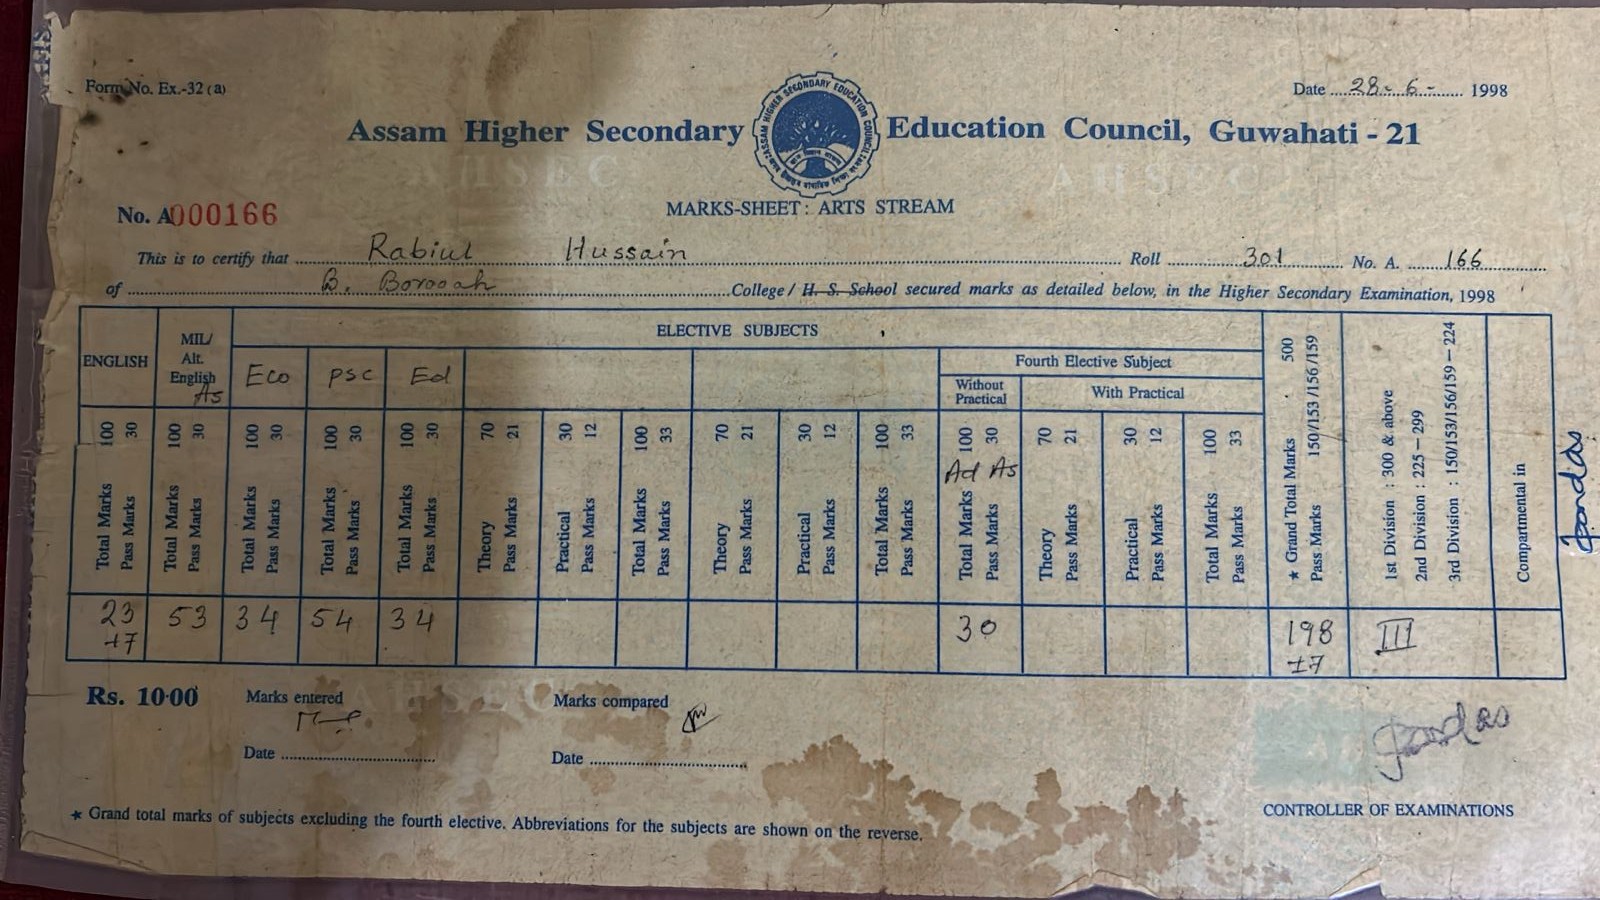 Form No. Ex.-32 (a)
Date 28-6- 1998
Assam Higher Secondary Education Council, Guwahati - 21
ASSAM HIGHER SECONDARY EDUCATION COUNCIL
AHSEC AHS
No. A000166
MARKS-SHEET : ARTS STREAM
This is to certify that Rabiul Hussain Roll 301 No. A. 166
of B. Borooah College / H. S. School secured marks as detailed below, in the Higher Secondary Examination, 1998
ENGLISH
MIL/ Alt. English As
ELECTIVE SUBJECTS
Eco PSC Ed
Fourth Elective Subject
Without Practical With Practical
Ad As
Total Marks 100 Pass Marks 30
Total Marks 100 Pass Marks 30
Total Marks 100 Pass Marks 30
Total Marks 100 Pass Marks 30
Total Marks 100 Pass Marks 30
Theory 70 Pass Marks 21
Practical 30 Pass Marks 12
Total Marks 100 Pass Marks 33
Theory 70 Pass Marks 21
Practical 30 Pass Marks 12
Total Marks 100 Pass Marks 33
Total Marks 100 Pass Marks 30
Theory 70 Pass Marks 21
Practical 30 Pass Marks 12
Total Marks 100 Pass Marks 33
★ Grand Total Marks 500
Pass Marks 150/153/156/159
1st Division : 300 & above
2nd Division : 225 – 299
3rd Division : 150/153/156/159 – 224
Compartmental in
23 53 34 54 34 30 198 III
+7 +7
Rs. 10·00 Marks entered Marks compared
AHSEC
Date Date
CONTROLLER OF EXAMINATIONS
★ Grand total marks of subjects excluding the fourth elective. Abbreviations for the subjects are shown on the reverse.